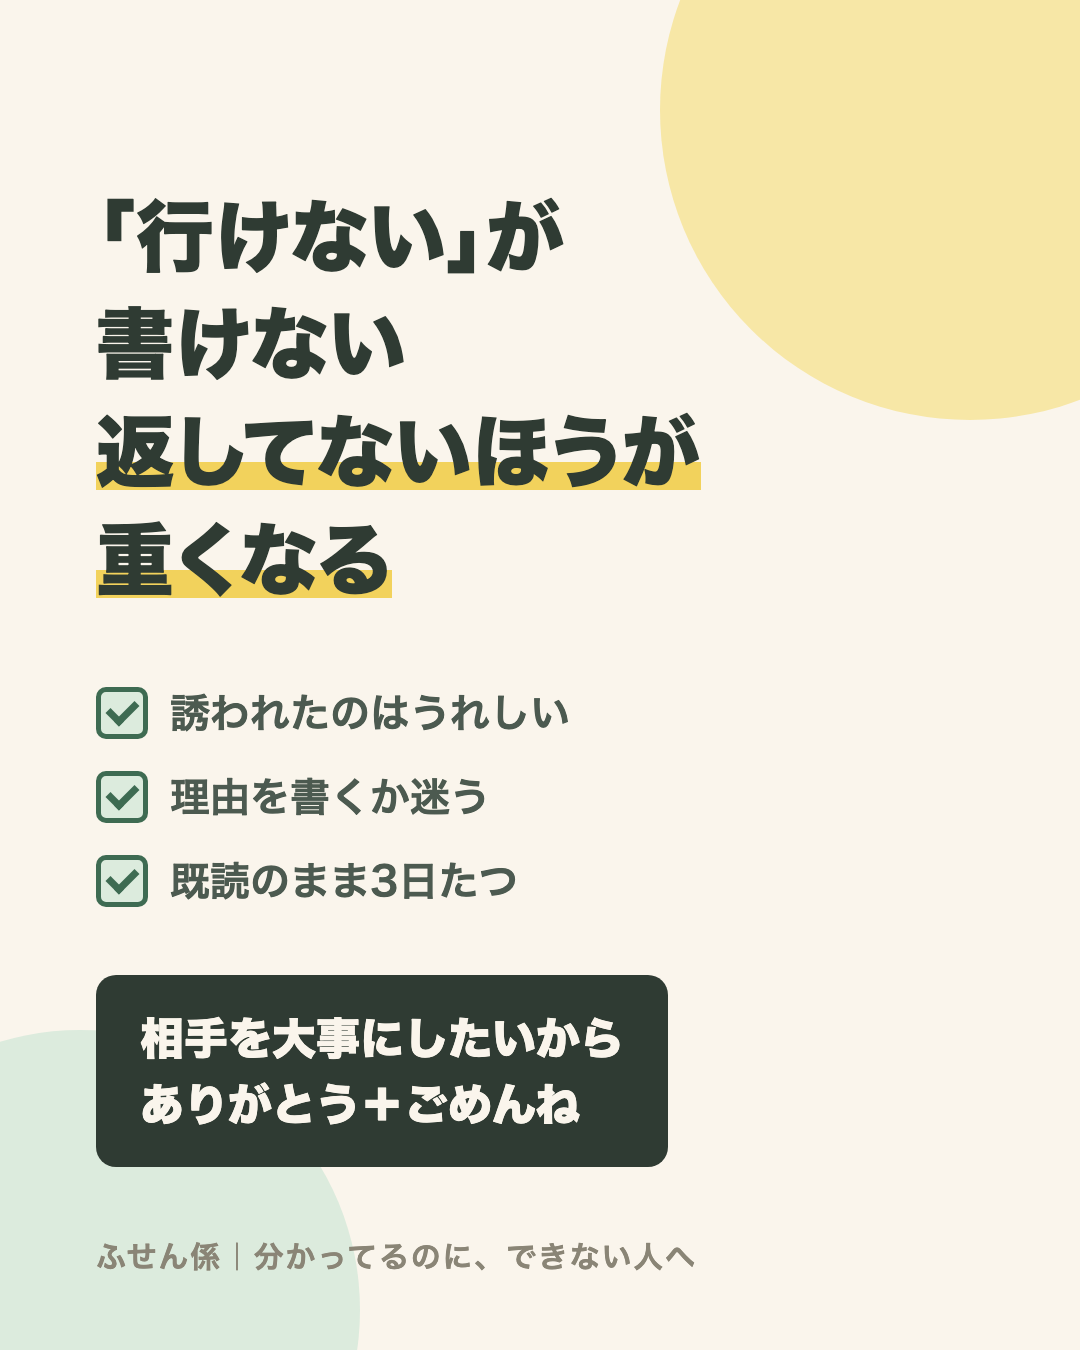 「行けない」が
書けない
返してないほうが
重くなる
誘われたのはうれしい
理由を書くか迷う
既読のまま3日たつ
相手を大事にしたいから
ありがとう＋ごめんね
ふせん係｜分かってるのに、できない人へ